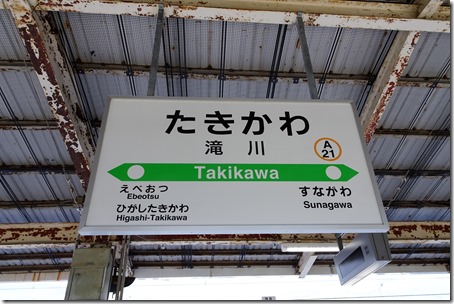 たきかわ
滝川
A
21
Takikawa
えべおつ
Ebeotsu
ひがしたきかわ
Higashi-Takikawa
すながわ
Sunagawa